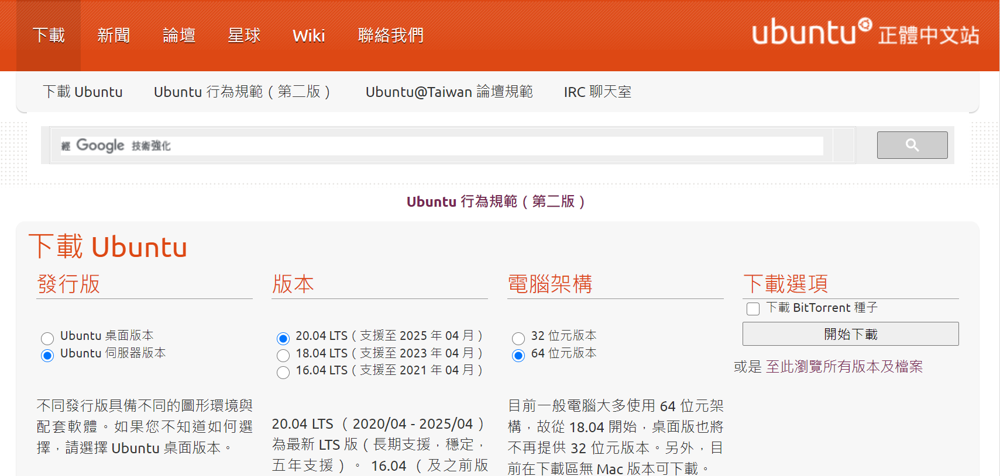 下載 新聞 論壇 星球 Wiki 聯絡我們
ubuntu 正體中文站
下載 Ubuntu Ubuntu 行為規範（第二版） Ubuntu@Taiwan 論壇規範 IRC 聊天室
經 Google 技術強化
Ubuntu 行為規範（第二版）
下載 Ubuntu
發行版
Ubuntu 桌面版本
Ubuntu 伺服器版本
不同發行版具備不同的圖形環境與
配套軟體。如果您不知道如何選
擇，請選擇 Ubuntu 桌面版本。
版本
20.04 LTS（支援至 2025 年 04 月）
18.04 LTS（支援至 2023 年 04 月）
16.04 LTS（支援至 2021 年 04 月）
20.04 LTS （2020/04 - 2025/04）
為最新 LTS 版（長期支援，穩定，
五年支援）。 16.04 （及之前版
電腦架構
32 位元版本
64 位元版本
目前一般電腦大多使用 64 位元架
構，故從 18.04 開始，桌面版也將
不再提供 32 位元版本。另外，目
前在下載區無 Mac 版本可下載。
下載選項
下載 BitTorrent 種子
開始下載
或是 至此瀏覽所有版本及檔案